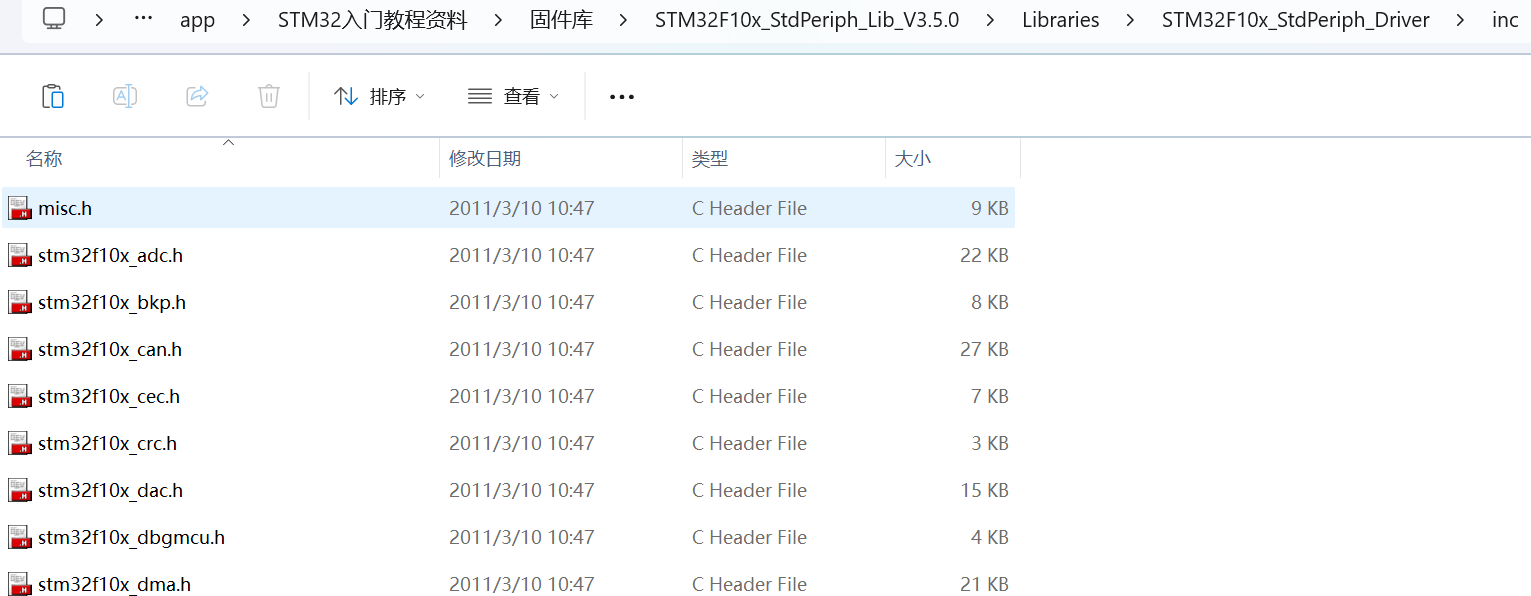 app > STM32入门教程资料 > 固件库 > STM32F10x_StdPeriph_Lib_V3.5.0 > Libraries > STM32F10x_StdPeriph_Driver > inc
排序 查看
名称 修改日期 类型 大小
misc.h 2011/3/10 10:47 C Header File 9 KB
stm32f10x_adc.h 2011/3/10 10:47 C Header File 22 KB
stm32f10x_bkp.h 2011/3/10 10:47 C Header File 8 KB
stm32f10x_can.h 2011/3/10 10:47 C Header File 27 KB
stm32f10x_cec.h 2011/3/10 10:47 C Header File 7 KB
stm32f10x_crc.h 2011/3/10 10:47 C Header File 3 KB
stm32f10x_dac.h 2011/3/10 10:47 C Header File 15 KB
stm32f10x_dbgmcu.h 2011/3/10 10:47 C Header File 4 KB
stm32f10x_dma.h 2011/3/10 10:47 C Header File 21 KB